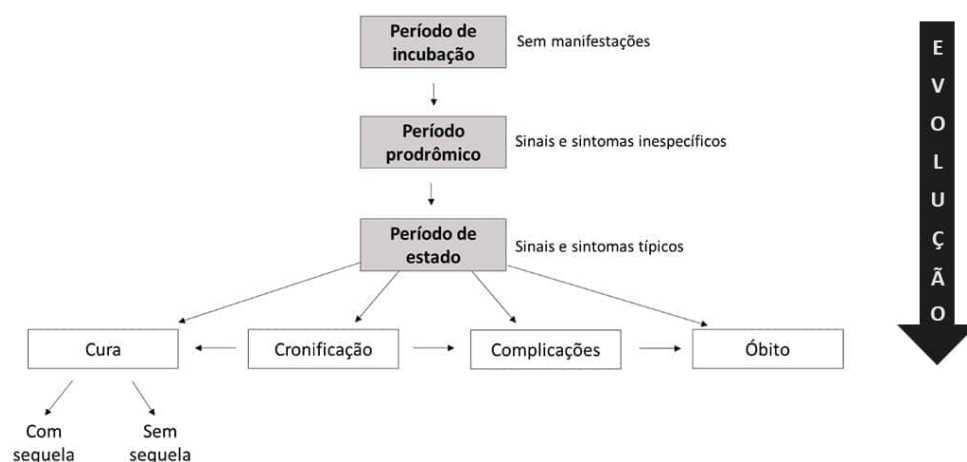 Período de
incubação
Sem manifestações
Período
prodrômico
Sinais e sintomas inespecíficos
Período de
estado
Sinais e sintomas típicos
Cura
Cronificação
Complicações
Óbito
Com
sequela
Sem
sequela
EVOLUÇÃO